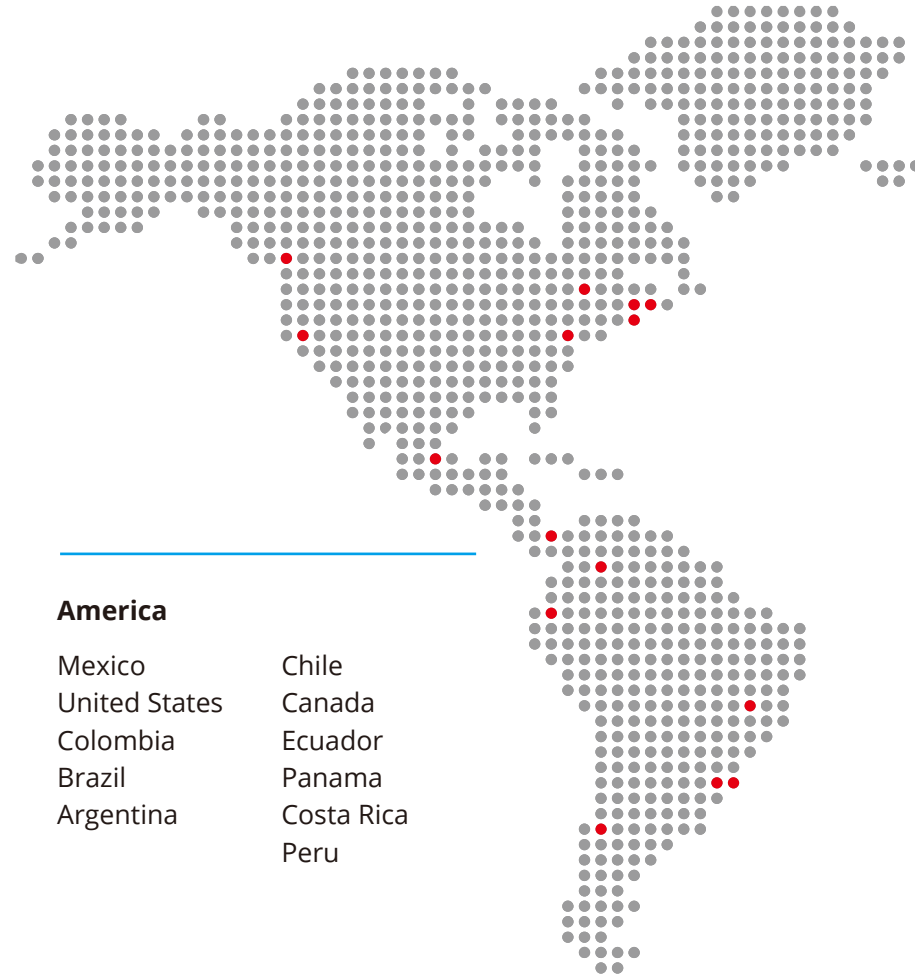 America
Mexico
United States
Colombia
Brazil
Argentina
Chile
Canada
Ecuador
Panama
Costa Rica
Peru